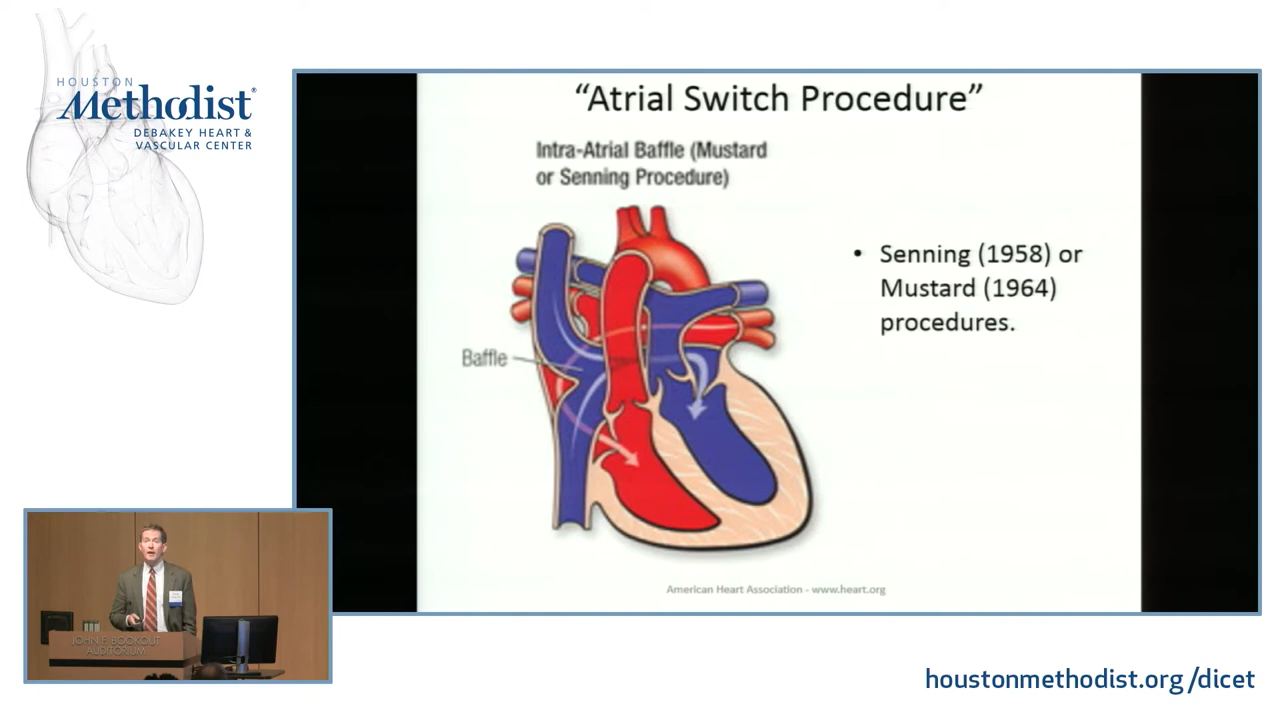 HOUSTON
Methodist®
DEBAKEY HEART &
VASCULAR CENTER
“Atrial Switch Procedure”
Intra-Atrial Baffle (Mustard
or Senning Procedure)
Baffle
• Senning (1958) or
Mustard (1964)
procedures.
American Heart Association - www.heart.org
JOHN F. BOOKOUT
AUDITORIUM
houstonmethodist.org/dicet